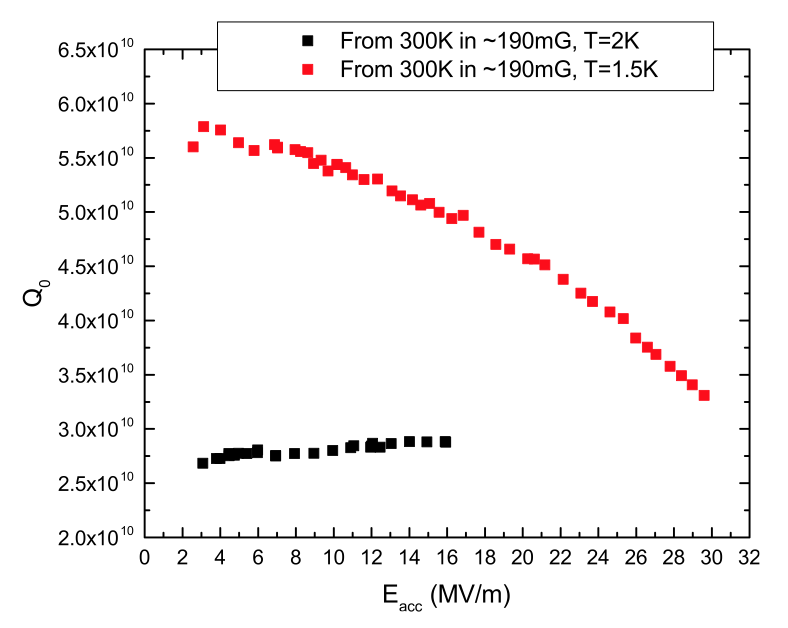 From 300K in ~190mG, T=2K
From 300K in ~190mG, T=1.5K
6.5x10^10
6.0x10^10
5.5x10^10
5.0x10^10
4.5x10^10
4.0x10^10
3.5x10^10
3.0x10^10
2.5x10^10
2.0x10^10
Q_0
0 2 4 6 8 10 12 14 16 18 20 22 24 26 28 30 32
E_acc (MV/m)